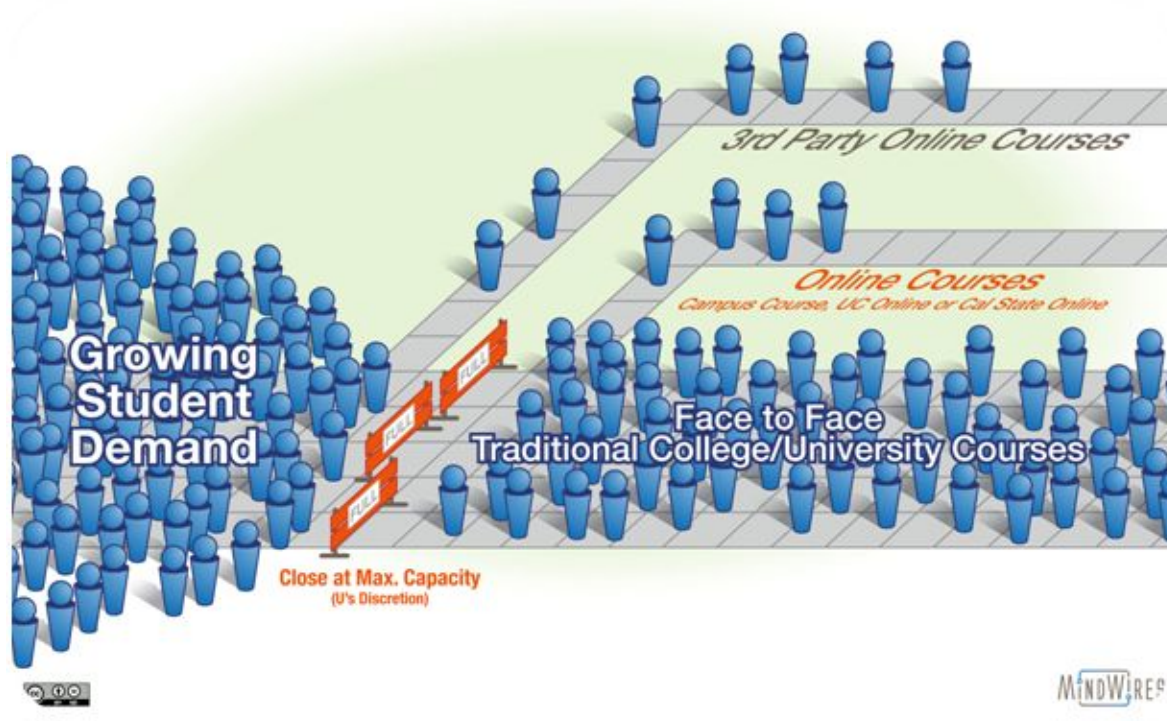 3rd Party Online Courses
Online Courses
Campus Course, UC Online or Cal State Online
Growing
Student
Demand
FULL
FULL
FULL
Face to Face
Traditional College/University Courses
Close at Max. Capacity
(U's Discretion)
cc
MINDWIRES